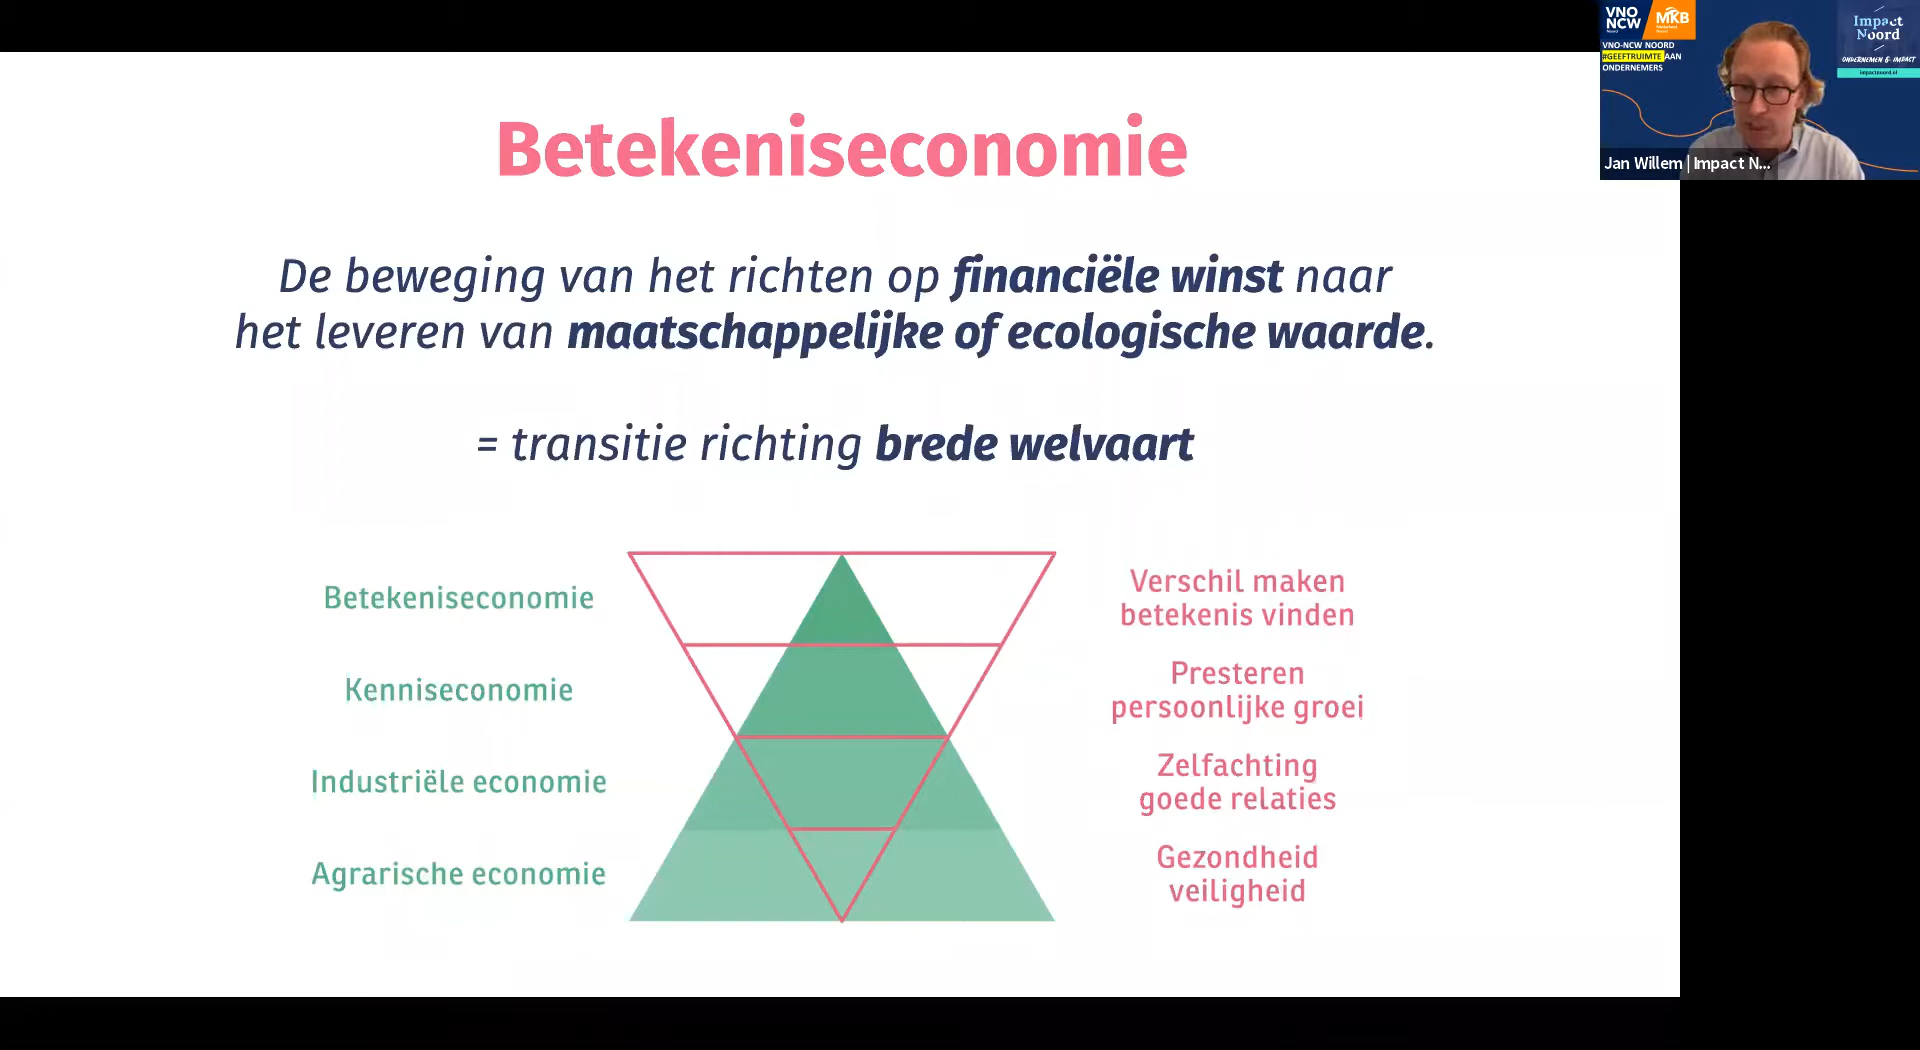 Betekeniseconomie
De beweging van het richten op financiële winst naar
het leveren van maatschappelijke of ecologische waarde.
= transitie richting brede welvaart
Betekeniseconomie
Kenniseconomie
Industriële economie
Agrarische economie
Verschil maken
betekenis vinden
Presteren
persoonlijke groei
Zelfachting
goede relaties
Gezondheid
veiligheid
VNO
NCW
Noord
MKB
VNO-NCW NOORD
#GEEFTRUIMTE AAN
ONDERNEMERS
Impact
Noord
ONDERNEMEN & IMPACT
impactnoord.nl
Jan Willem | Impact N...